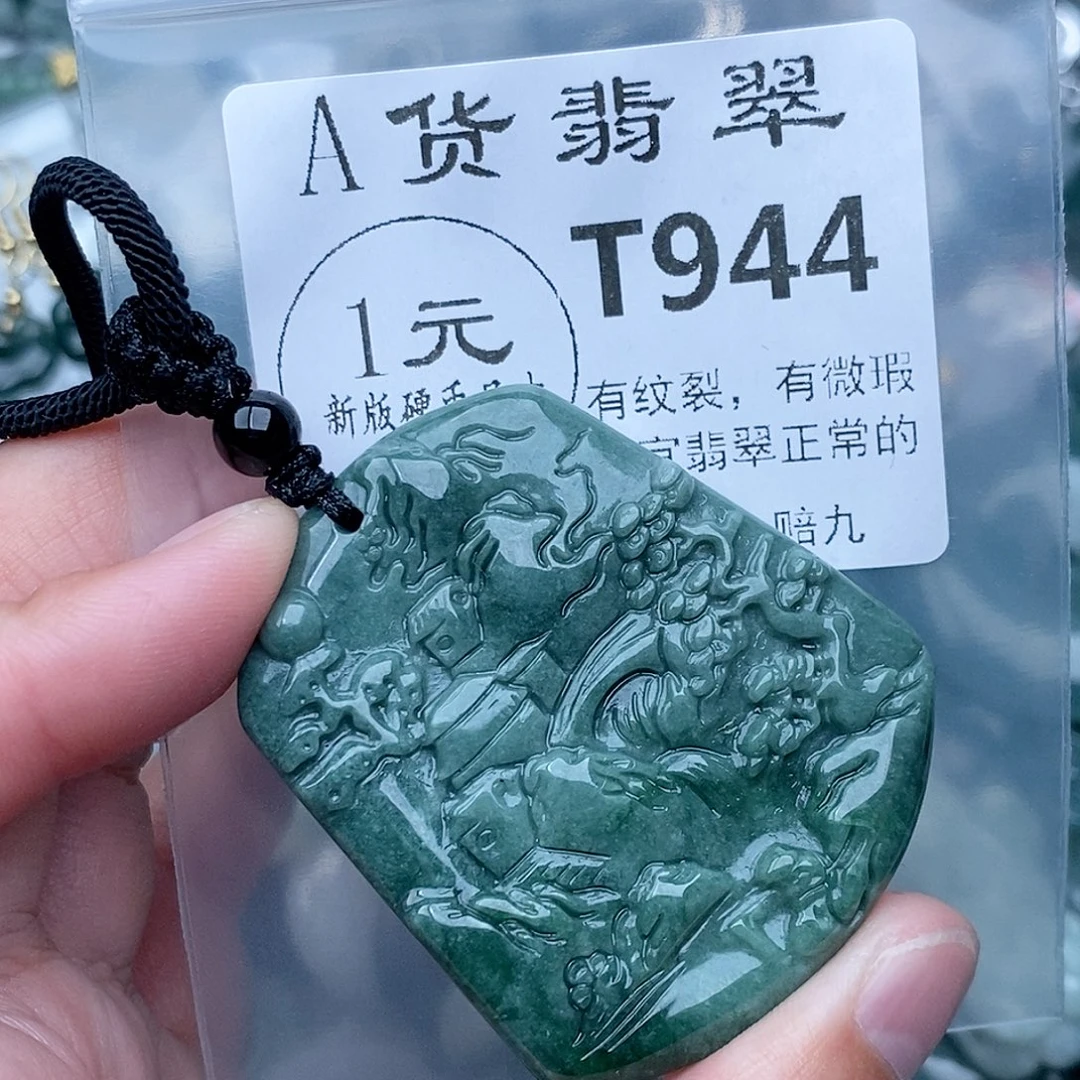 A货翡翠
T944
1元
新版硬币
有纹裂，有微瑕
翡翠正常的
赔九